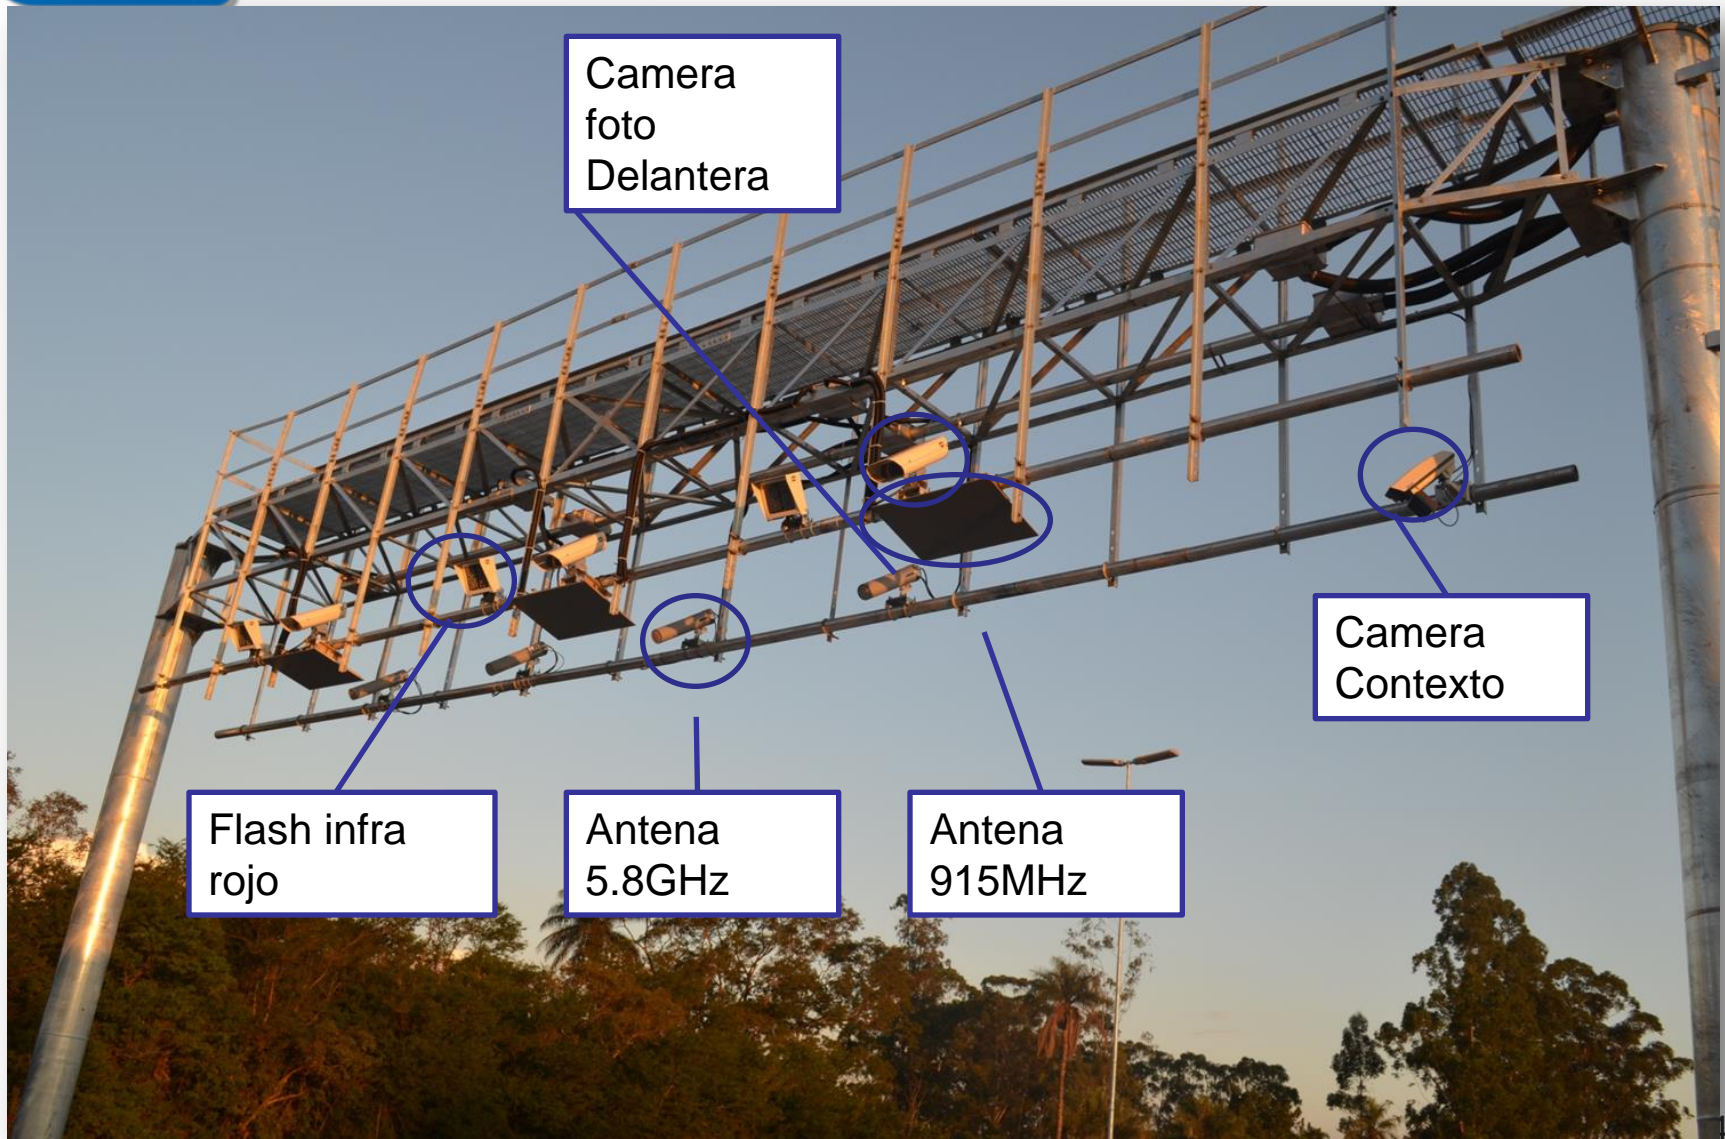 Camera
foto
Delantera
Camera
Contexto
Flash infra
rojo
Antena
5.8GHz
Antena
915MHz